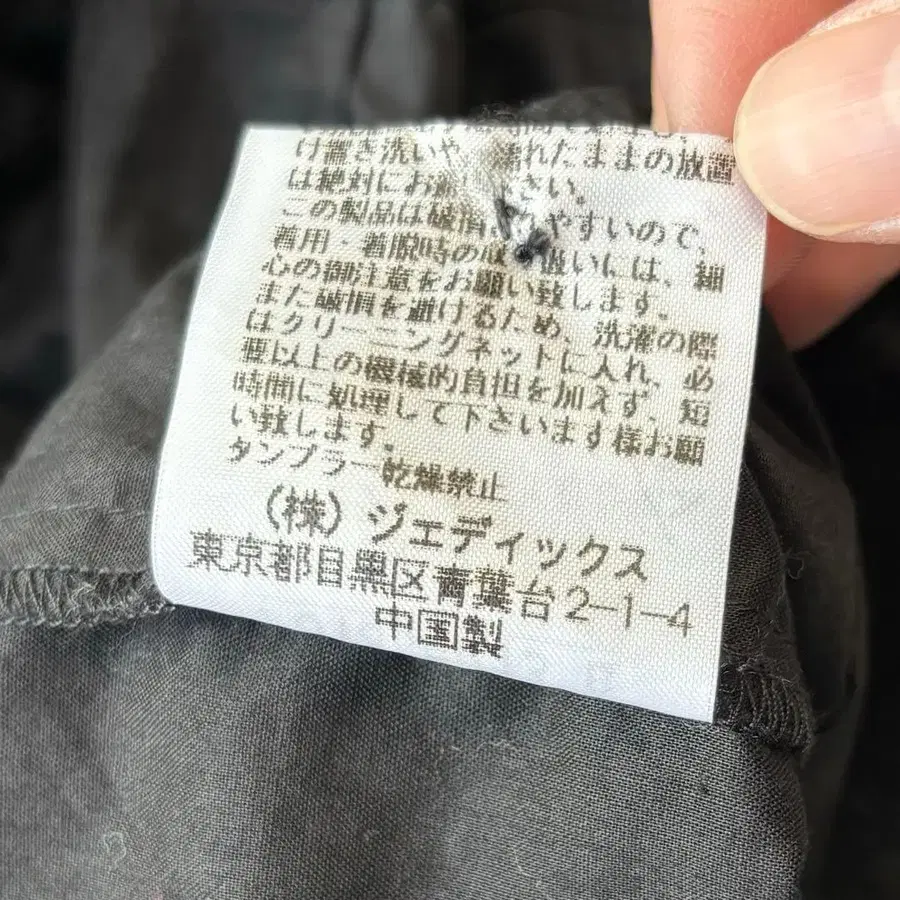 け置き洗いや、濡れたままの放置
は絶対にお さい。
この製品は破損 やすいので、
着用・着脱時の取 扱いには、細
心の御注意をお願い致します。
また破損を避けるため、洗濯の際
はクリーニングネットに入れ、必
要以上の機械的負担を加えず、短
時間に処理して下さいます様お願
い致します。
タンブラー乾燥禁止
(株)ジェディックス
東京都目黒区青葉台2-1-4
中国製